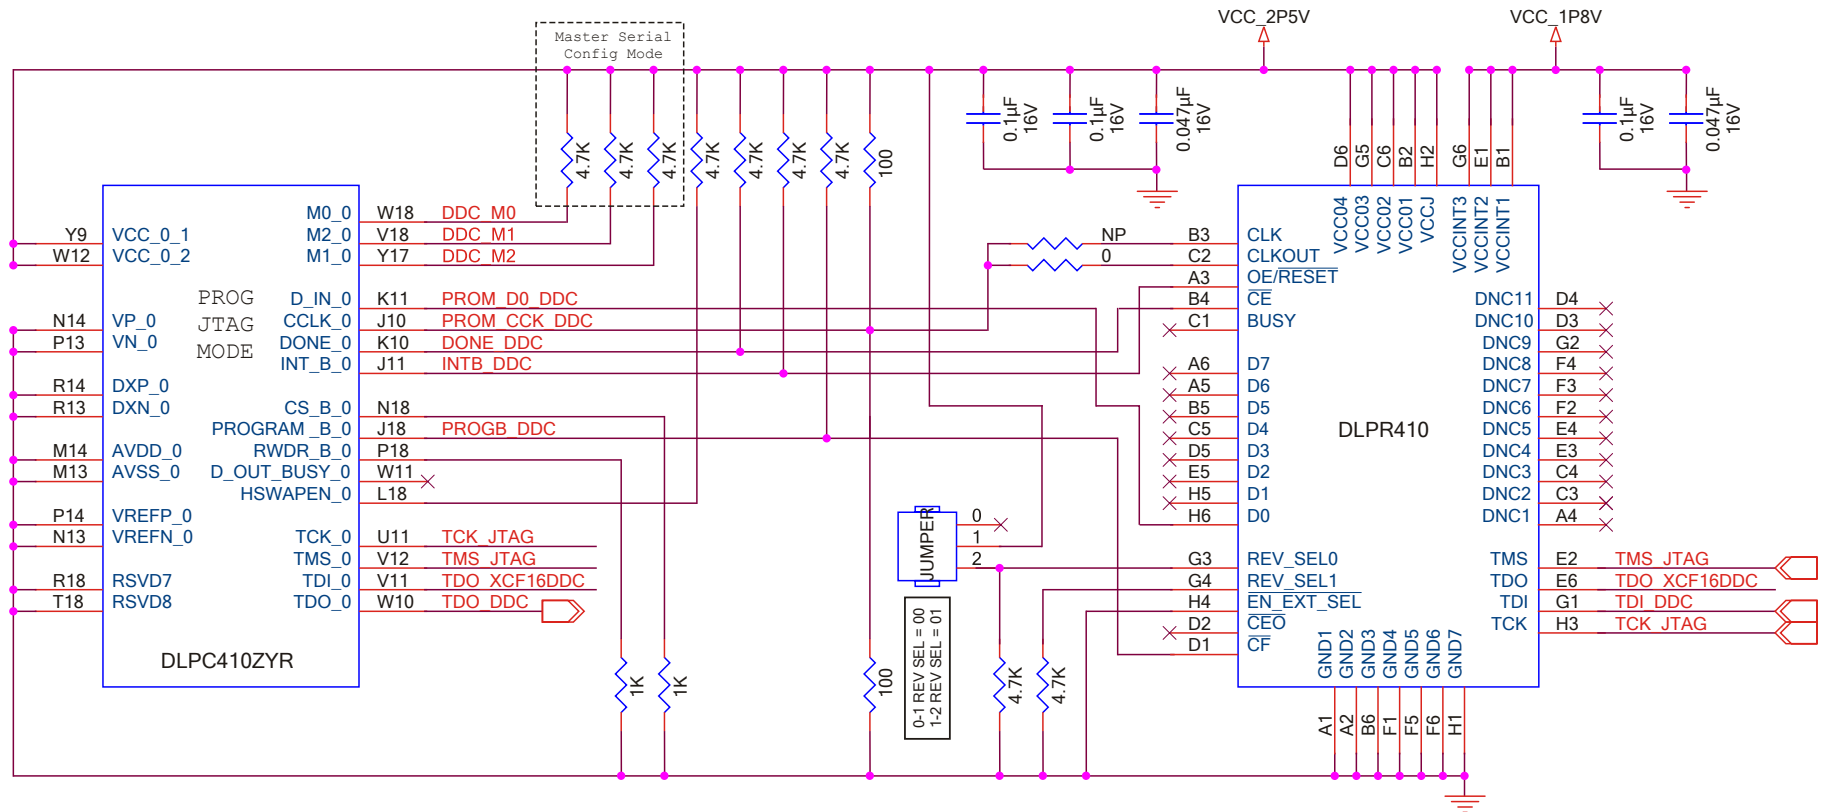 VCC_2P5V
VCC_1P8V
Master Serial
Config Mode
4.7K
4.7K
4.7K
4.7K
4.7K
4.7K
4.7K
100
0.1µF
16V
0.1µF
16V
0.047µF
16V
0.1µF
16V
0.047µF
16V
D6
G5
C6
B2
H2
G6
E1
B1
VCC04
VCC03
VCC02
VCC01
VCCJ
VCCINT3
VCCINT2
VCCINT1
Y9 VCC_0_1
W12 VCC_0_2
N14 VP_0
P13 VN_0
R14 DXP_0
R13 DXN_0
M14 AVDD_0
M13 AVSS_0
P14 VREFP_0
N13 VREFN_0
R18 RSVD7
T18 RSVD8
PROG
JTAG
MODE
M0_0 W18 DDC_M0
M2_0 V18 DDC_M1
M1_0 Y17 DDC_M2
D_IN_0 K11 PROM_D0_DDC
CCLK_0 J10 PROM_CCK_DDC
DONE_0 K10 DONE_DDC
INT_B_0 J11 INTB_DDC
CS_B_0 N18
PROGRAM _B_0 J18 PROGB_DDC
RWDR_B_0 P18
D_OUT_BUSY_0 W11
HSWAPEN_0 L18
TCK_0 U11 TCK_JTAG
TMS_0 V12 TMS_JTAG
TDI_0 V11 TDO_XCF16DDC
TDO_0 W10 TDO_DDC
DLPC410ZYR
1K
1K
100
JUMPER
0
1
2
0-1 REV SEL = 00
1-2 REV SEL = 01
4.7K
4.7K
NP
0
B3 CLK
C2 CLKOUT
A3 OE/RESET
B4 CE
C1 BUSY
A6 D7
A5 D6
B5 D5
C5 D4
D5 D3
E5 D2
H5 D1
H6 D0
G3 REV_SEL0
G4 REV_SEL1
H4 EN_EXT_SEL
D2 CEO
D1 CF
DLPR410
DNC11 D4
DNC10 D3
DNC9 G2
DNC8 F4
DNC7 F3
DNC6 F2
DNC5 E4
DNC4 E3
DNC3 C4
DNC2 C3
DNC1 A4
TMS E2 TMS_JTAG
TDO E6 TDO_XCF16DDC
TDI G1 TDI_DDC
TCK H3 TCK_JTAG
GND1
GND2
GND3
GND4
GND5
GND6
GND7
A1
A2
B6
F1
F5
F6
H1